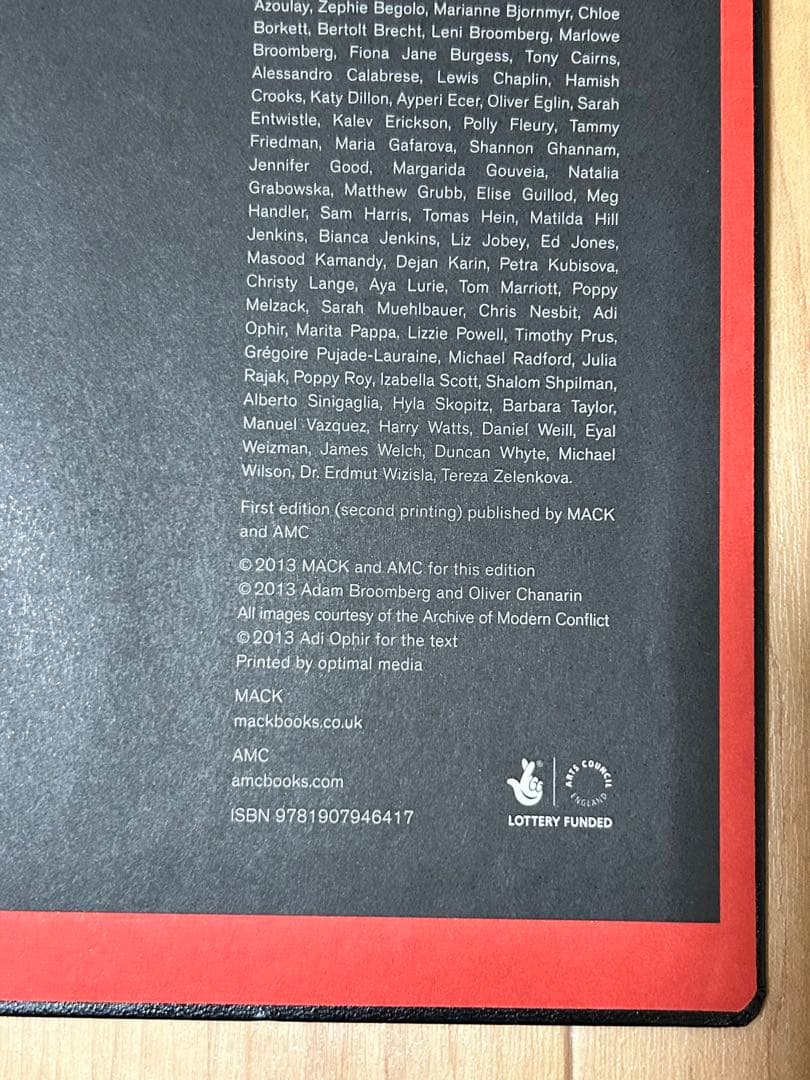 Azoulay, Zephie Begolo, Marianne Bjornmyr, Chloe
Borkett, Bertolt Brecht, Leni Broomberg, Marlowe
Broomberg, Fiona Jane Burgess, Tony Cairns,
Alessandro Calabrese, Lewis Chaplin, Hamish
Crooks, Katy Dillon, Ayperi Ecer, Oliver Eglin, Sarah
Entwistle, Kalev Erickson, Polly Fleury, Tammy
Friedman, Maria Gafarova, Shannon Ghannam,
Jennifer Good, Margarida Gouveia, Natalia
Grabowska, Matthew Grubb, Elise Guillod, Meg
Handler, Sam Harris, Tomas Hein, Matilda Hill
Jenkins, Bianca Jenkins, Liz Jobey, Ed Jones,
Masood Kamandy, Dejan Karin, Petra Kubisova,
Christy Lange, Aya Lurie, Tom Marriott, Poppy
Melzack, Sarah Muehlbauer, Chris Nesbit, Adi
Ophir, Marita Pappa, Lizzie Powell, Timothy Prus,
Grégoire Pujade-Lauraine, Michael Radford, Julia
Rajak, Poppy Roy, Izabella Scott, Shalom Shpilman,
Alberto Sinigaglia, Hyla Skopitz, Barbara Taylor,
Manuel Vazquez, Harry Watts, Daniel Weill, Eyal
Weizman, James Welch, Duncan Whyte, Michael
Wilson, Dr. Erdmut Wizisla, Tereza Zelenkova.
First edition (second printing) published by MACK
and AMC
© 2013 MACK and AMC for this edition
© 2013 Adam Broomberg and Oliver Chanarin
All images courtesy of the Archive of Modern Conflict
© 2013 Adi Ophir for the text
Printed by optimal media
MACK
mackbooks.co.uk
AMC
amcbooks.com
ISBN 9781907946417
ARTS COUNCIL
ENGLAND
LOTTERY FUNDED